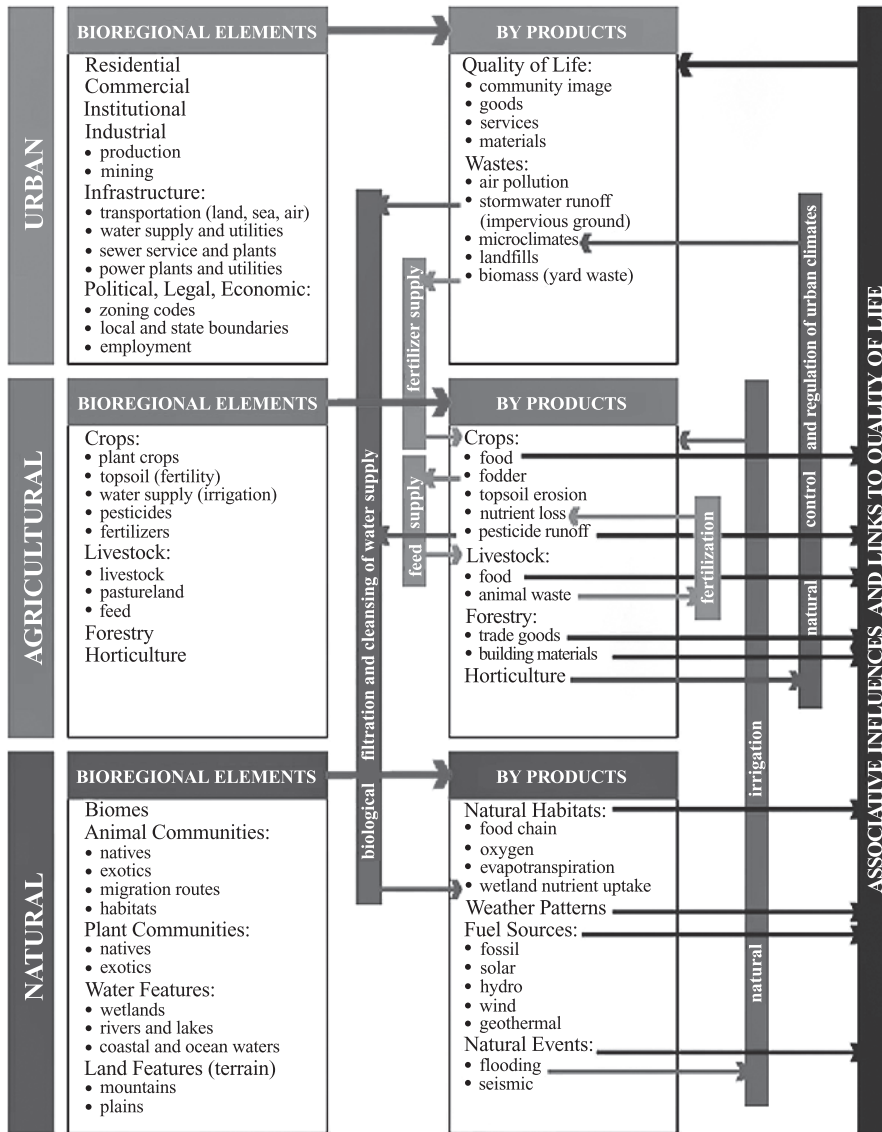 URBAN
BIOREGIONAL ELEMENTS
Residential
Commercial
Institutional
Industrial
• production
• mining
Infrastructure:
• transportation (land, sea, air)
• water supply and utilities
• sewer service and plants
• power plants and utilities
Political, Legal, Economic:
• zoning codes
• local and state boundaries
• employment
BY PRODUCTS
Quality of Life:
• community image
• goods
• services
• materials
Wastes:
• air pollution
• stormwater runoff
(impervious ground)
• microclimates
• landfills
• biomass (yard waste)
AGRICULTURAL
BIOREGIONAL ELEMENTS
Crops:
• plant crops
• topsoil (fertility)
• water supply (irrigation)
• pesticides
• fertilizers
Livestock:
• livestock
• pastureland
• feed
Forestry
Horticulture
BY PRODUCTS
Crops:
• food
• fodder
• topsoil erosion
• nutrient loss
• pesticide runoff
Livestock:
• food
• animal waste
Forestry:
• trade goods
• building materials
Horticulture
NATURAL
BIOREGIONAL ELEMENTS
Biomes
Animal Communities:
• natives
• exotics
• migration routes
• habitats
Plant Communities:
• natives
• exotics
Water Features:
• wetlands
• rivers and lakes
• coastal and ocean waters
Land Features (terrain)
• mountains
• plains
BY PRODUCTS
Natural Habitats:
• food chain
• oxygen
• evapotranspiration
• wetland nutrient uptake
Weather Patterns
Fuel Sources:
• fossil
• solar
• hydro
• wind
• geothermal
Natural Events:
• flooding
• seismic
biological filtration and cleansing of water supply
fertilizer supply
feed supply
fertilization
natural irrigation
natural control and regulation of urban climates
ASSOCIATIVE INFLUENCES AND LINKS TO QUALITY OF LIFE